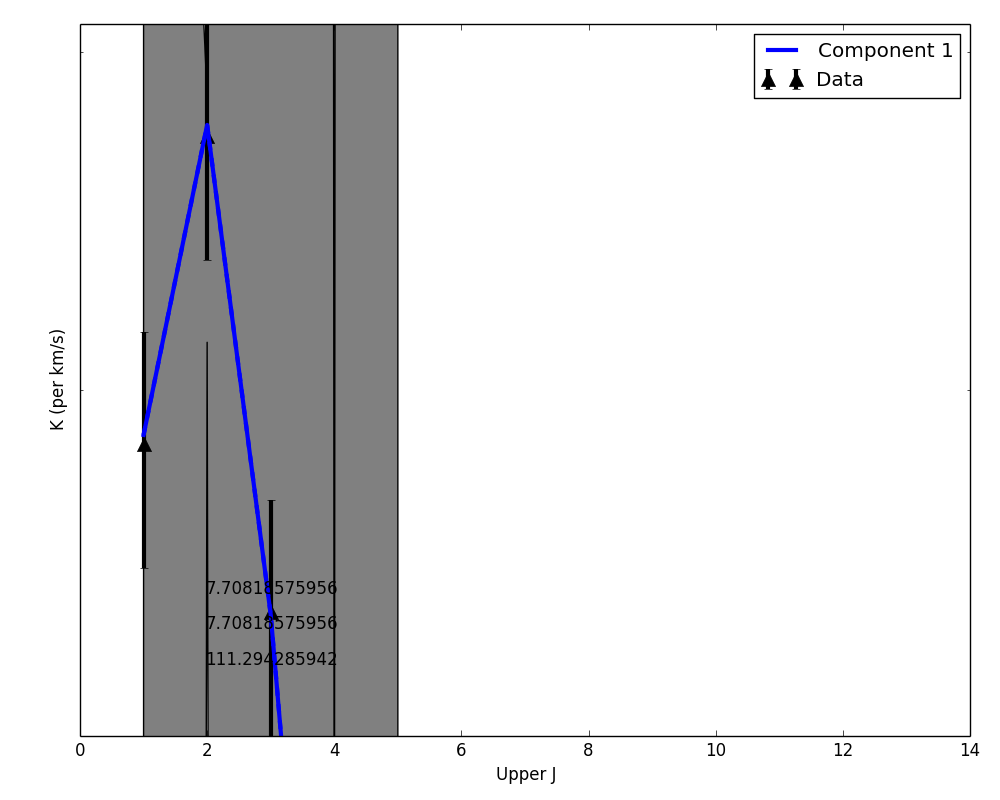 Component 1
Data
K (per km/s)
7.70818575956
7.70818575956
111.294285942
0 2 4 6 8 10 12 14
Upper J